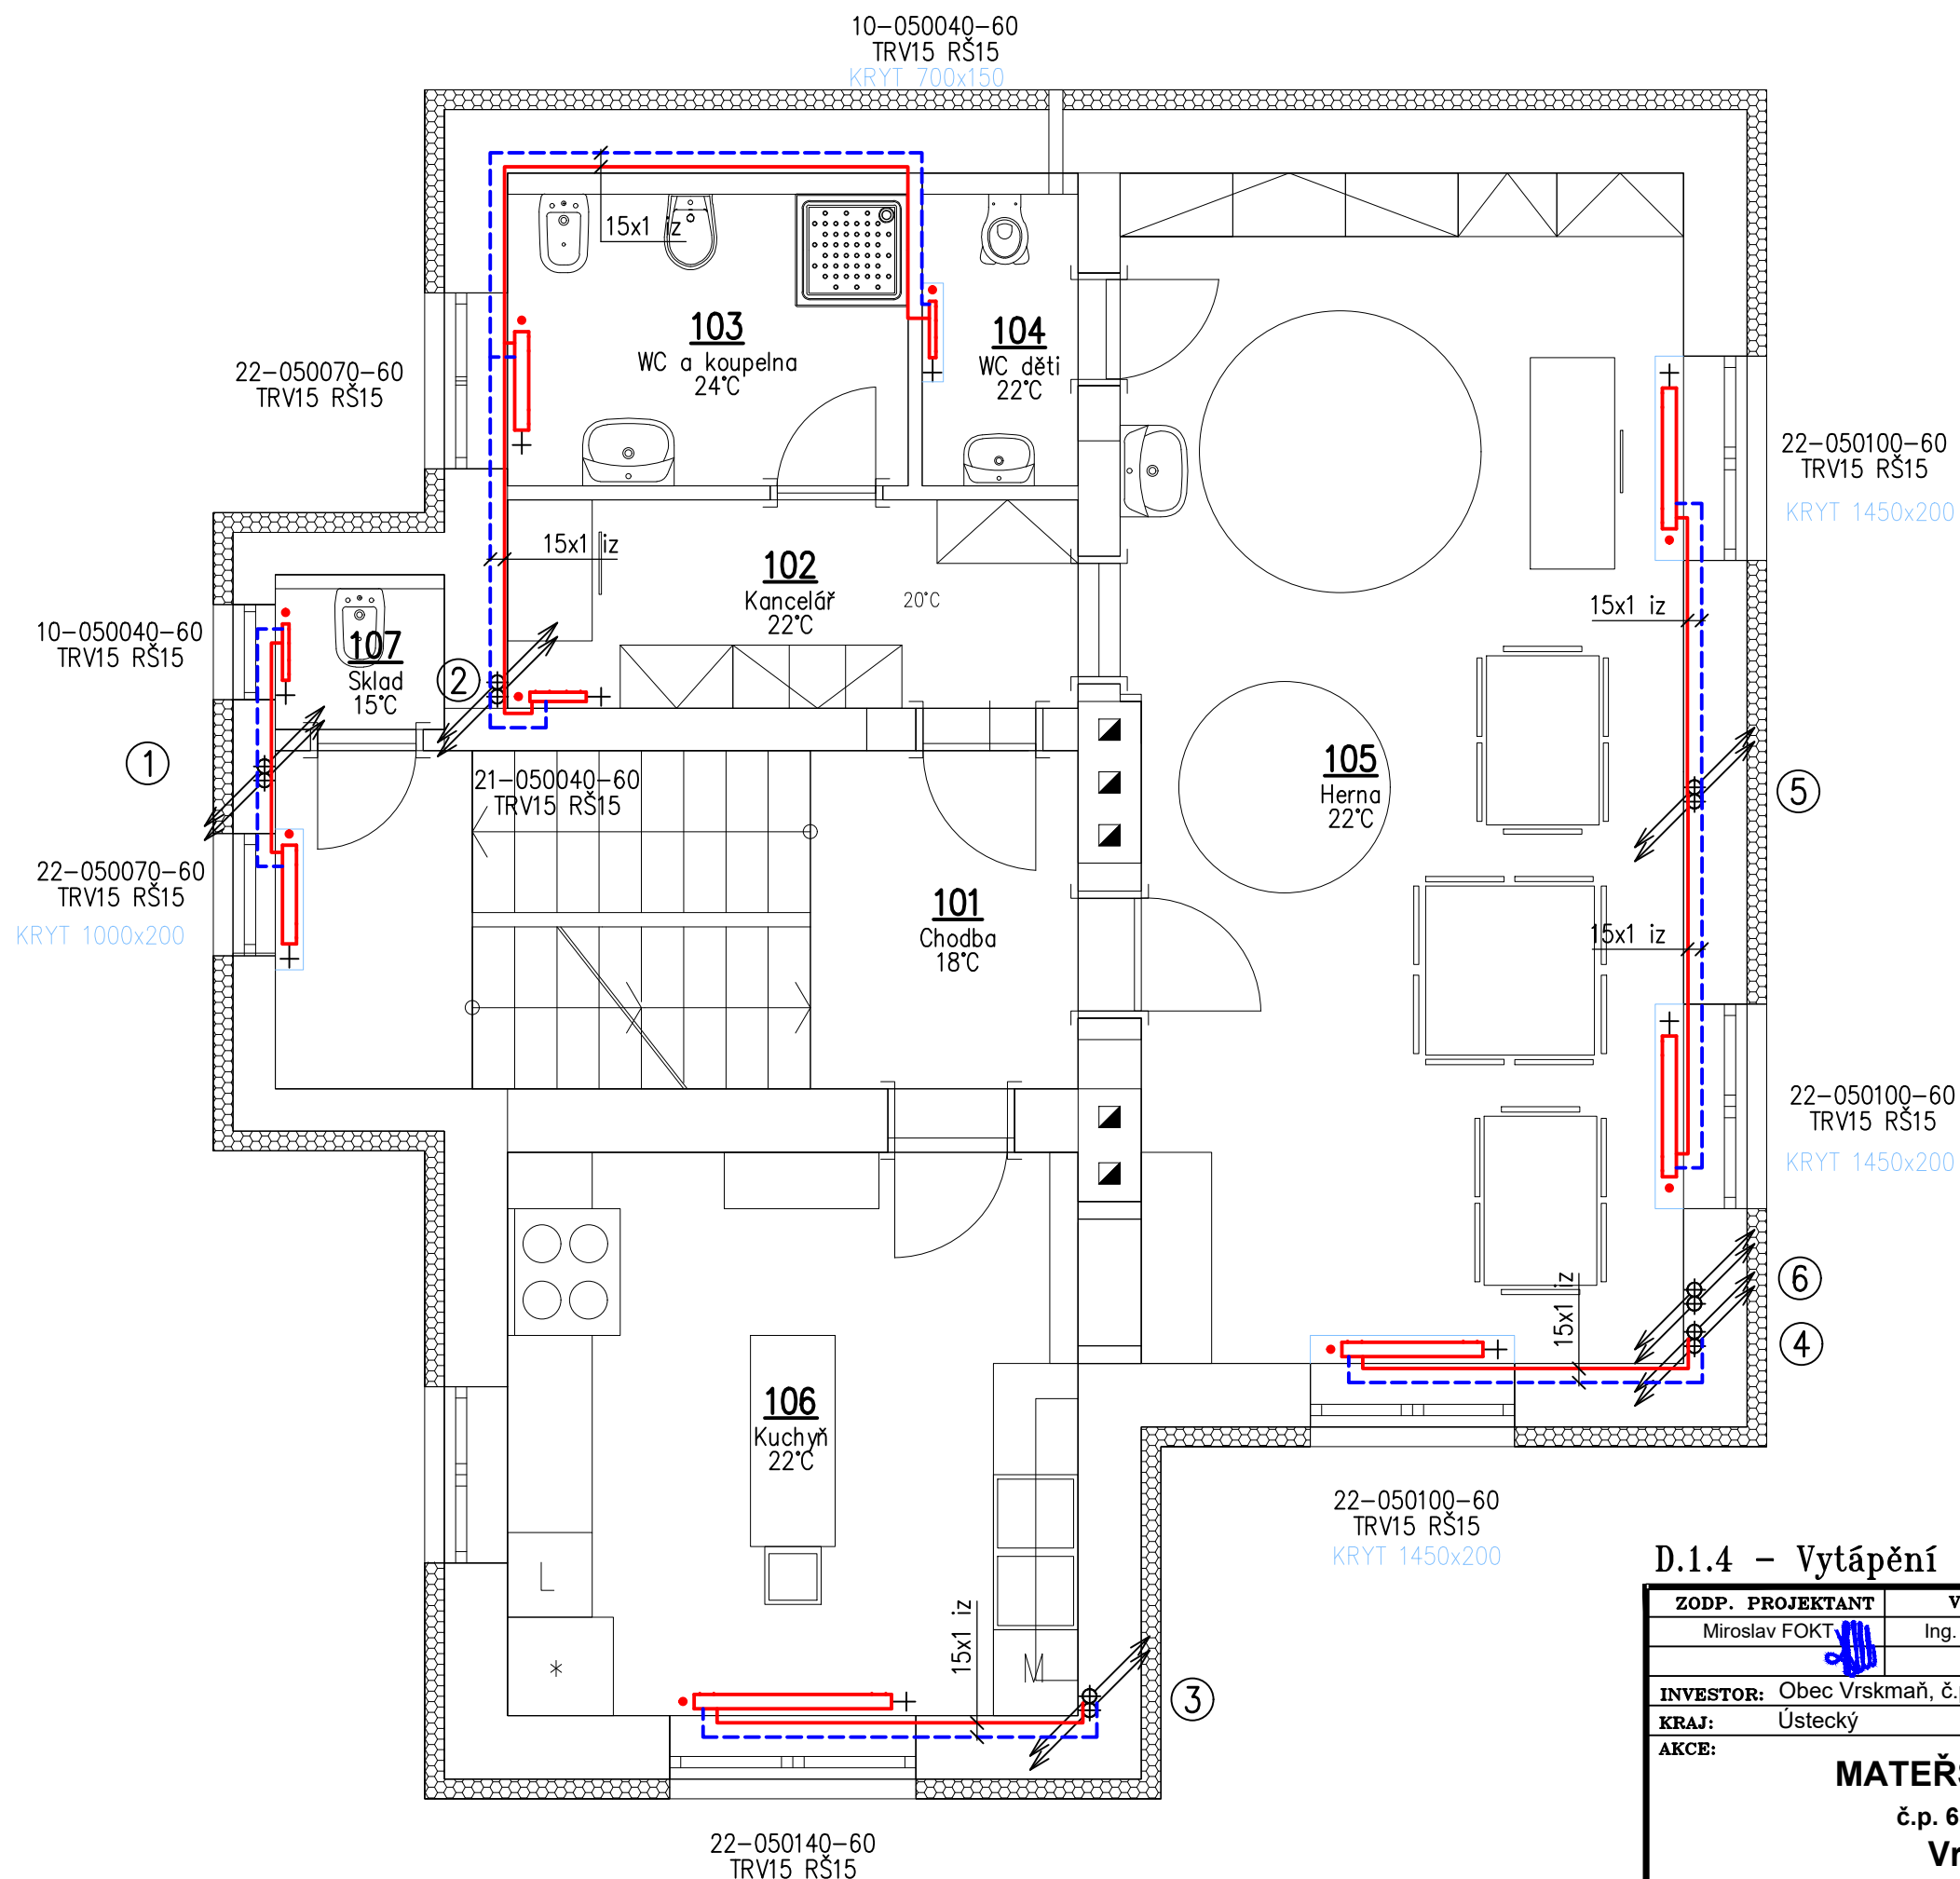 10-050040-60
TRV15 RŠ15
KRYT 700x150
15x1 iz
103
WC a koupelna
24°C
104
WC děti
22°C
22-050070-60
TRV15 RŠ15
22-050100-60
TRV15 RŠ15
KRYT 1450x200
15x1 iz
102
Kancelář
22°C
20°C
15x1 iz
10-050040-60
TRV15 RŠ15
107
Sklad
15°C
2
1
21-050040-60
TRV15 RŠ15
105
Herna
22°C
5
22-050070-60
TRV15 RŠ15
KRYT 1000x200
101
Chodba
18°C
15x1 iz
22-050100-60
TRV15 RŠ15
KRYT 1450x200
6
15x1 iz
4
106
Kuchyň
22°C
22-050100-60
TRV15 RŠ15
KRYT 1450x200
L
*
M
15x1 iz
3
22-050140-60
TRV15 RŠ15
D.1.4 - Vytápění
ZODP. PROJEKTANT V
Miroslav FOKT Ing.
INVESTOR: Obec Vrskmaň, č.p
KRAJ: Ústecký
AKCE:
MATEŘS
č.p. 6
Vr